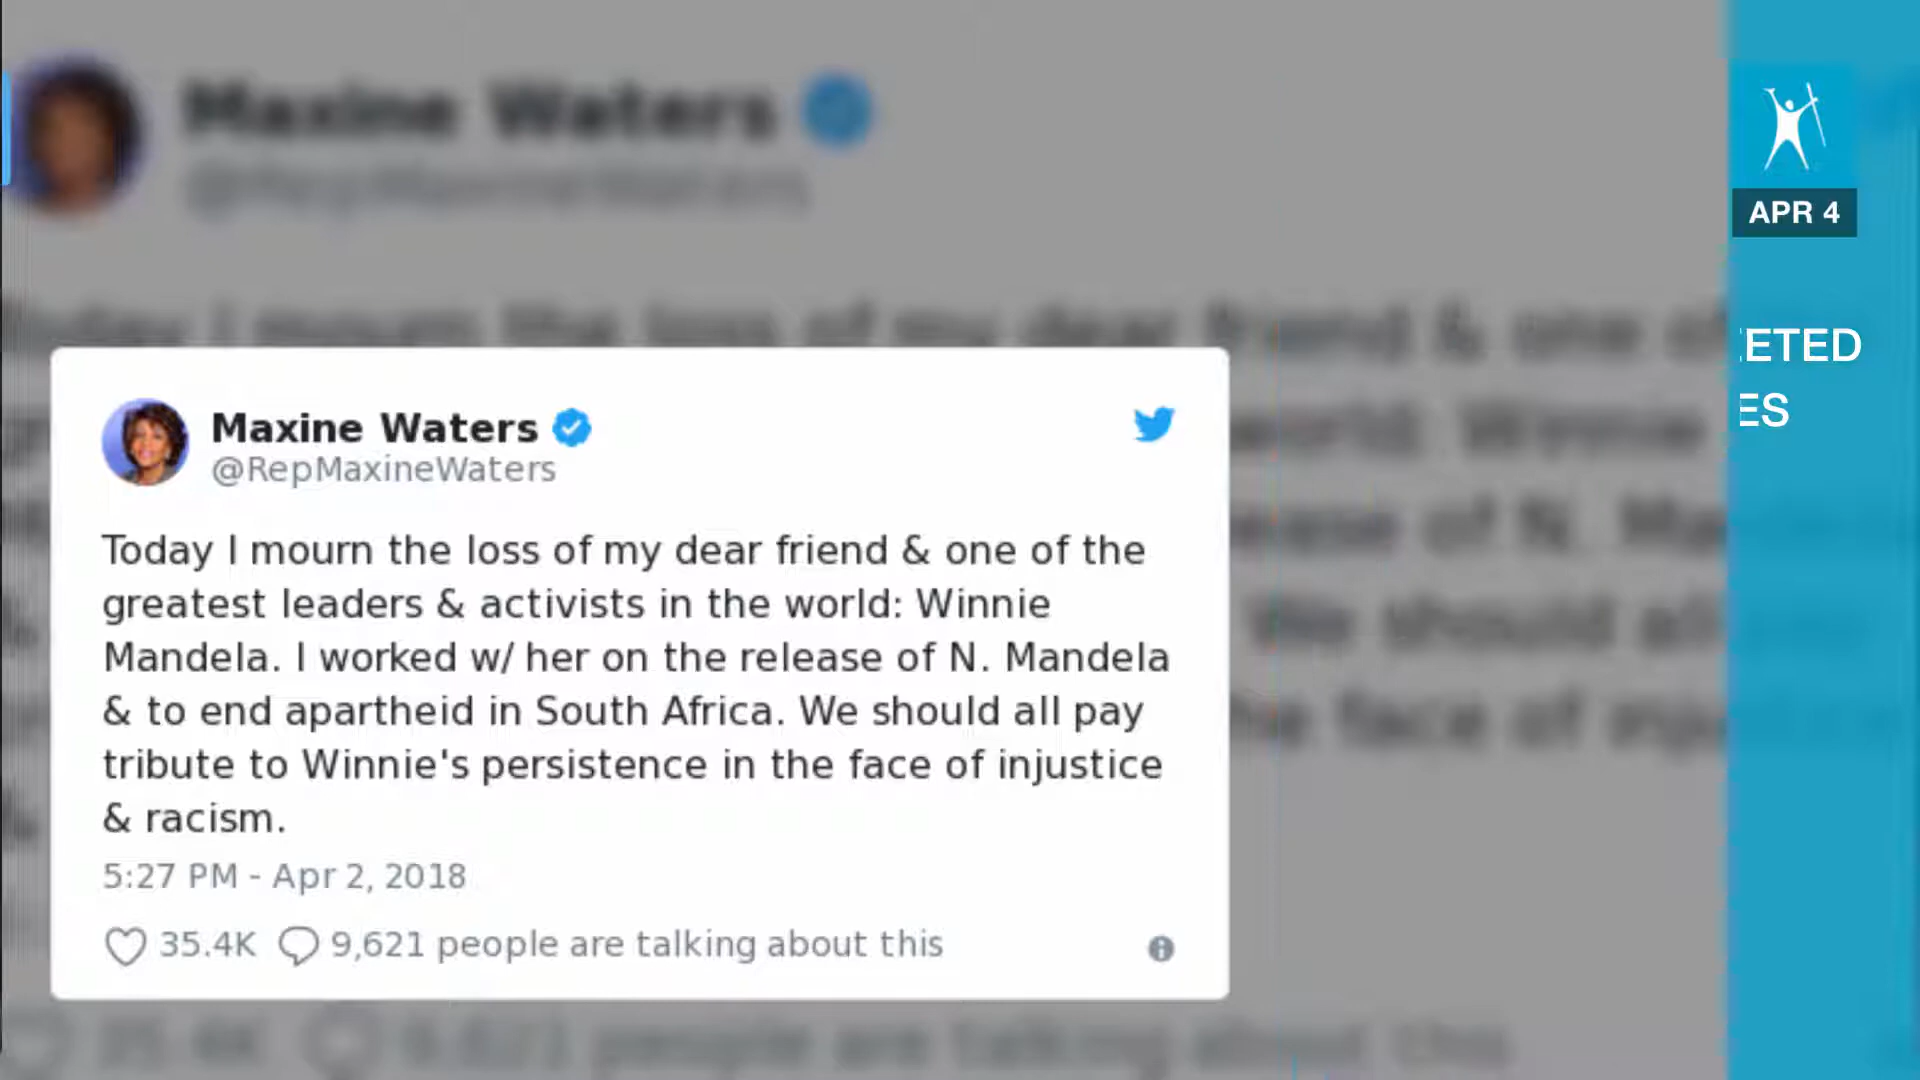 Maxine Waters
@RepMaxineWaters
Today I mourn the loss of my dear friend & one of the
greatest leaders & activists in the world: Winnie
Mandela. I worked w/ her on the release of N. Mandela
& to end apartheid in South Africa. We should all pay
tribute to Winnie's persistence in the face of injustice
& racism.
5:27 PM - Apr 2, 2018
35.4K 9,621 people are talking about this
APR 4
ETED
ES
Maxine Waters
@RepMaxineWaters